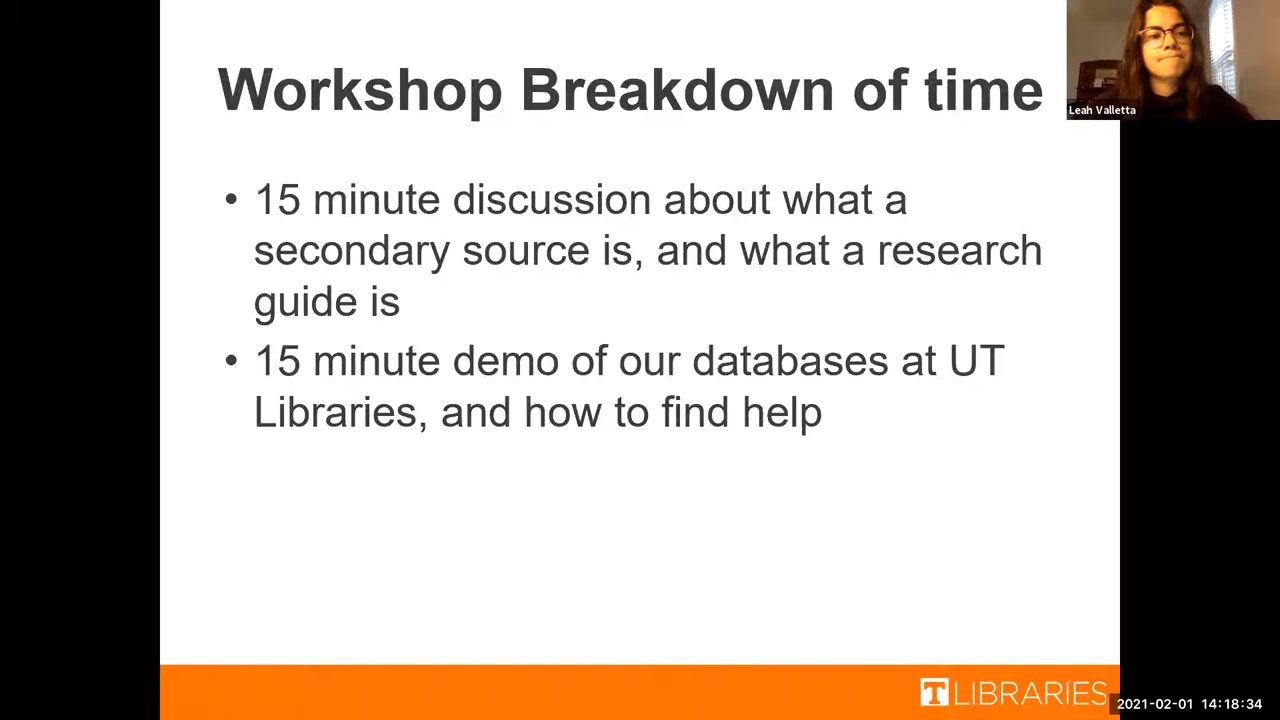 Workshop Breakdown of time
Leah Valletta
• 15 minute discussion about what a
secondary source is, and what a research
guide is
• 15 minute demo of our databases at UT
Libraries, and how to find help
T LIBRARIES
2021-02-01 14:18:34